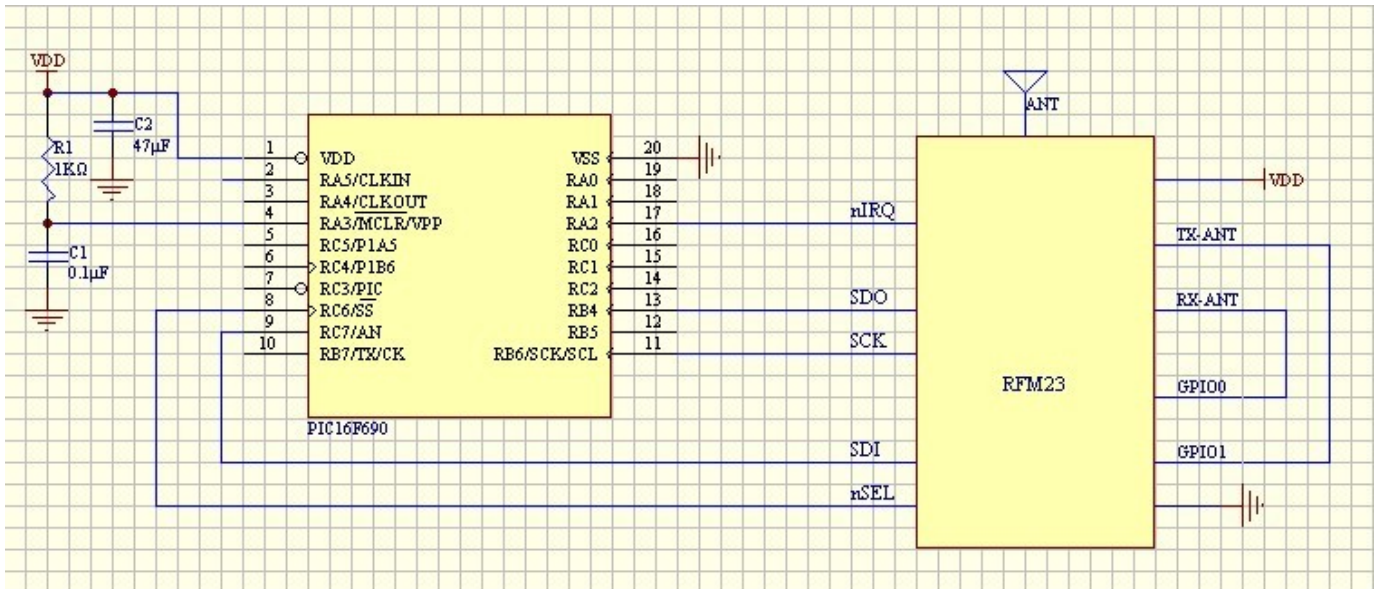 VDD
R1
1KΩ
C2
47µF
C1
0.1µF
1 VDD
2 RA5/CLKIN
3 RA4/CLKOUT
4 RA3/MCLR/VPP
5 RC5/P1A5
6 RC4/P1B6
7 RC3/PIC
8 RC6/SS
9 RC7/AN
10 RB7/TX/CK
VSS 20
RA0 19
RA1 18
RA2 17
RC0 16
RC1 15
RC2 14
RB4 13
RB5 12
RB6/SCK/SCL 11
PIC16F690
nIRQ
SDO
SCK
SDI
nSEL
ANT
RFM23
VDD
TX-ANT
RX-ANT
GPIO0
GPIO1